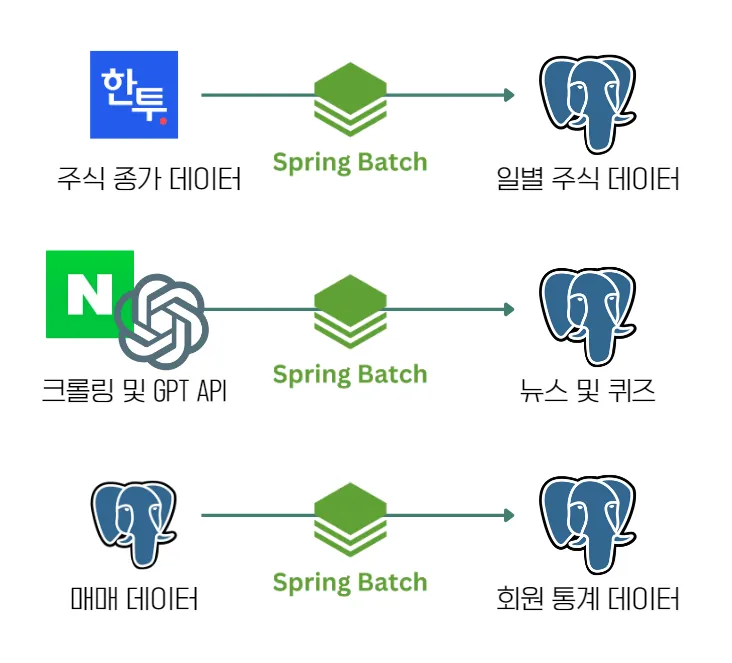 한투
Spring Batch
주식 종가 데이터
일별 주식 데이터
N
Spring Batch
크롤링 및 GPT API
뉴스 및 퀴즈
Spring Batch
매매 데이터
회원 통계 데이터